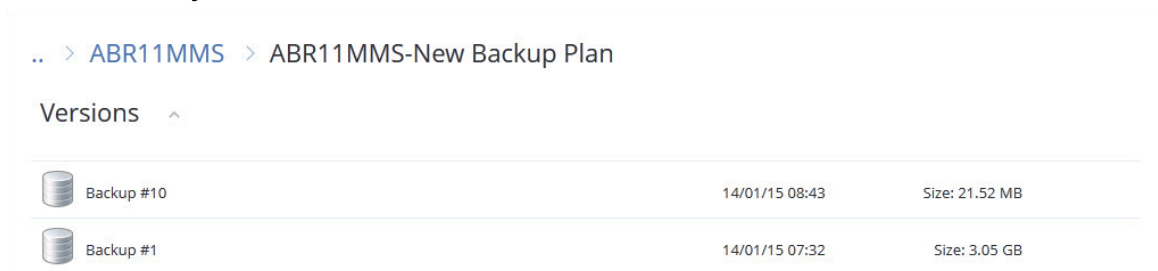 .. > ABR11MMS > ABR11MMS-New Backup Plan
Versions
Backup #10 14/01/15 08:43 Size: 21.52 MB
Backup #1 14/01/15 07:32 Size: 3.05 GB